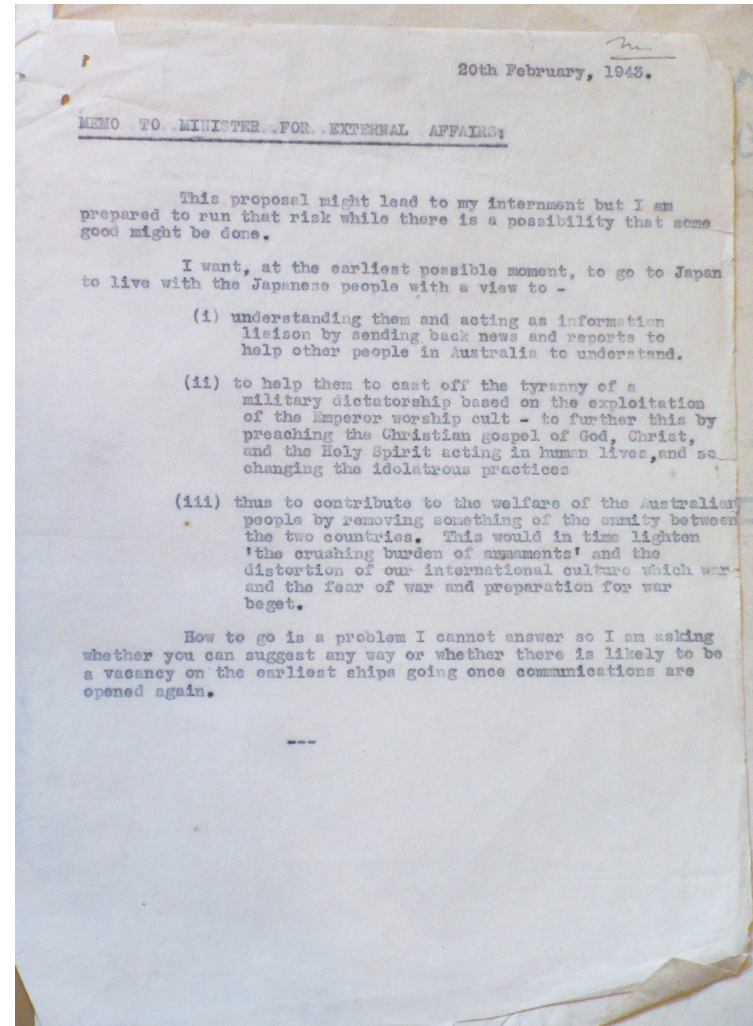 20th February, 1943.
MEMO TO MINISTER FOR EXTERNAL AFFAIRS:
This proposal might lead to my internment but I am
prepared to run that risk while there is a possibility that some
good might be done.
I want, at the earliest possible moment, to go to Japan
to live with the Japanese people with a view to -
(i) understanding them and acting as information
liaison by sending back news and reports to
help other people in Australia to understand.
(ii) to help them to cast off the tyranny of a
military dictatorship based on the exploitation
of the Emperor worship cult - to further this by
preaching the Christian gospel of God, Christ,
and the Holy Spirit acting in human lives, and so
changing the idolatrous practices
(iii) thus to contribute to the welfare of the Australian
people by removing something of the enmity between
the two countries. This would in time lighten
'the crushing burden of armaments' and the
distortion of our international culture which war
and the fear of war and preparation for war
beget.
How to go is a problem I cannot answer so I am asking
whether you can suggest any way or whether there is likely to be
a vacancy on the earliest ships going once communications are
opened again.
---